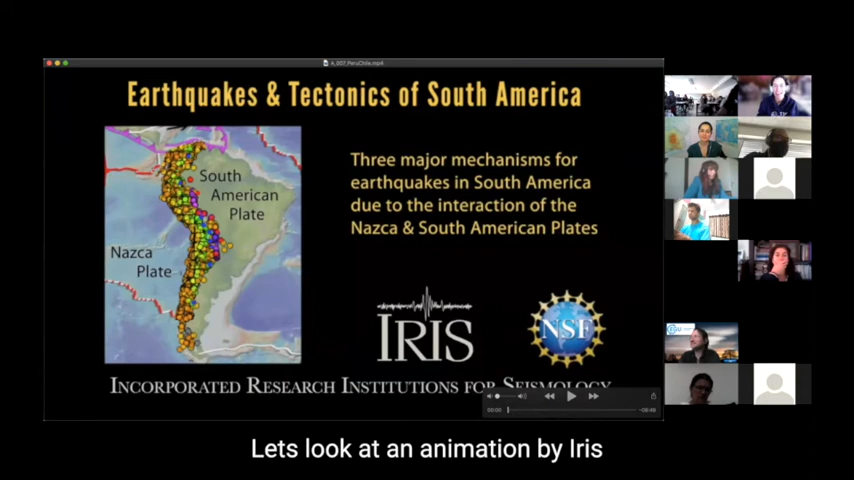 A_007_PeruChile.mp4
Earthquakes & Tectonics of South America
South
American
Plate
Nazca
Plate
Three major mechanisms for
earthquakes in South America
due to the interaction of the
Nazca & South American Plates
IRIS
NSF
INCORPORATED RESEARCH INSTITUTIONS FOR SEISMOLOGY
00:00
EGU
Lets look at an animation by Iris